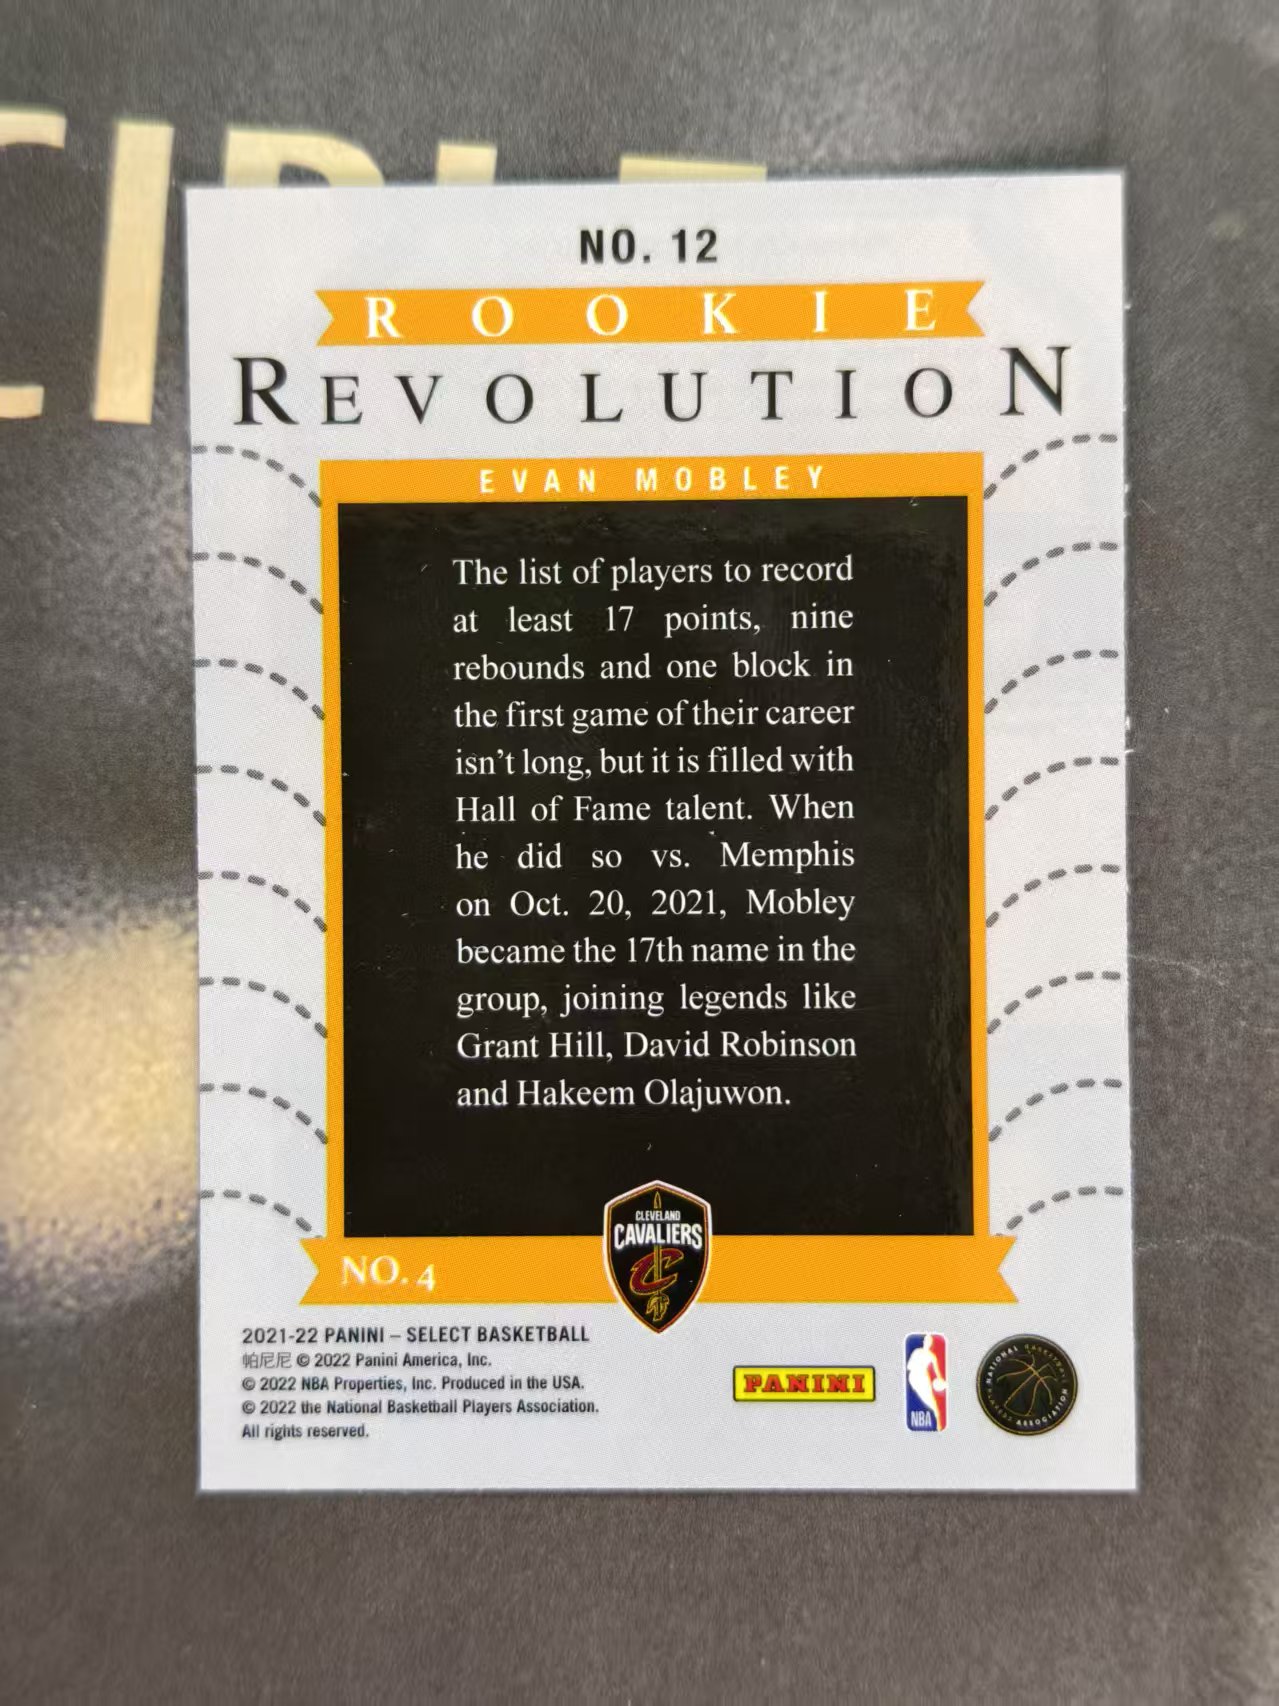 NO. 12
ROOKIE
REVOLUTION
EVAN MOBLEY
The list of players to record
at least 17 points, nine
rebounds and one block in
the first game of their career
isn't long, but it is filled with
Hall of Fame talent. When
he did so vs. Memphis
on Oct. 20, 2021, Mobley
became the 17th name in the
group, joining legends like
Grant Hill, David Robinson
and Hakeem Olajuwon.
CLEVELAND
CAVALIERS
C
NO. 4
2021-22 PANINI – SELECT BASKETBALL
帕尼尼 © 2022 Panini America, Inc.
© 2022 NBA Properties, Inc. Produced in the USA.
© 2022 the National Basketball Players Association.
All rights reserved.
PANINI
NBA
NATIONAL BASKETBALL
PLAYERS ASSOCIATION